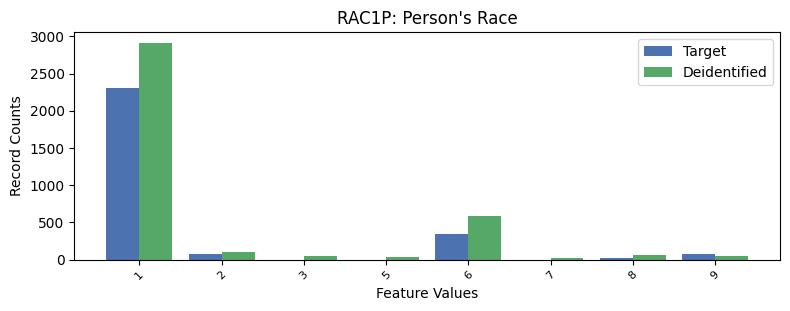 RAC1P: Person's Race
Target
Deidentified
Record Counts
3000
2500
2000
1500
1000
500
0
1 2 3 5 6 7 8 9
Feature Values